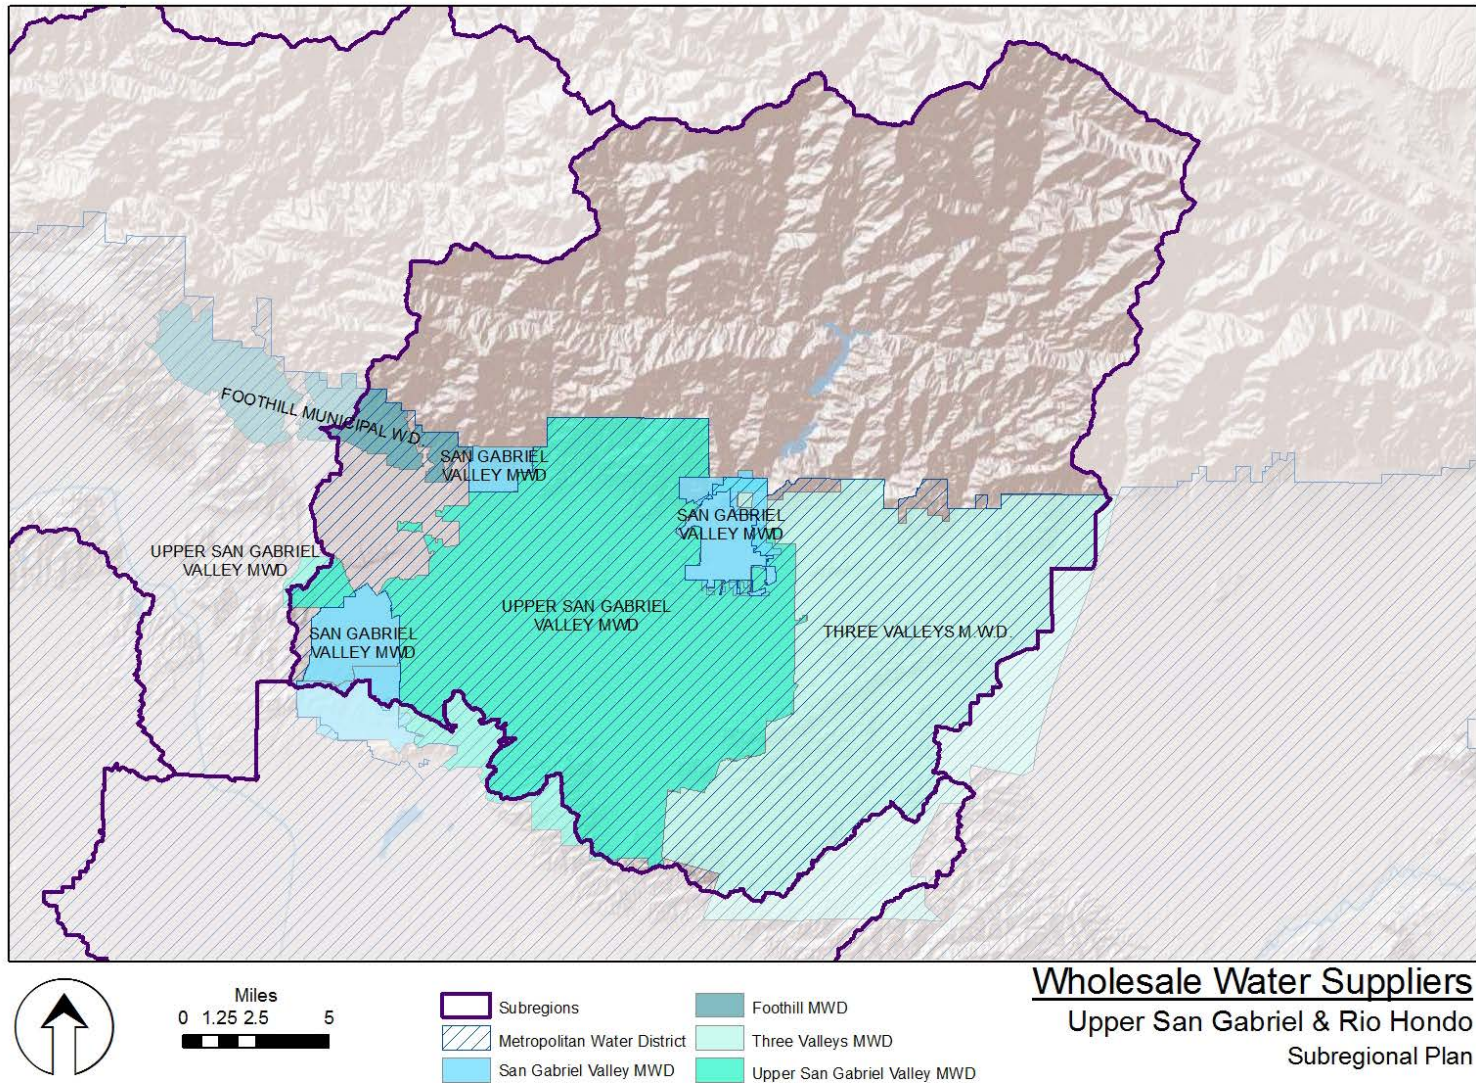 FOOTHILL MUNICIPAL W.D.
SAN GABRIEL
VALLEY MWD
SAN GABRIEL
VALLEY MWD
UPPER SAN GABRIEL
VALLEY MWD
UPPER SAN GABRIEL
VALLEY MWD
THREE VALLEYS M.W.D.
SAN GABRIEL
VALLEY MWD
Miles
0 1.25 2.5 5
Subregions
Metropolitan Water District
San Gabriel Valley MWD
Foothill MWD
Three Valleys MWD
Upper San Gabriel Valley MWD
Wholesale Water Suppliers
Upper San Gabriel & Rio Hondo
Subregional Plan